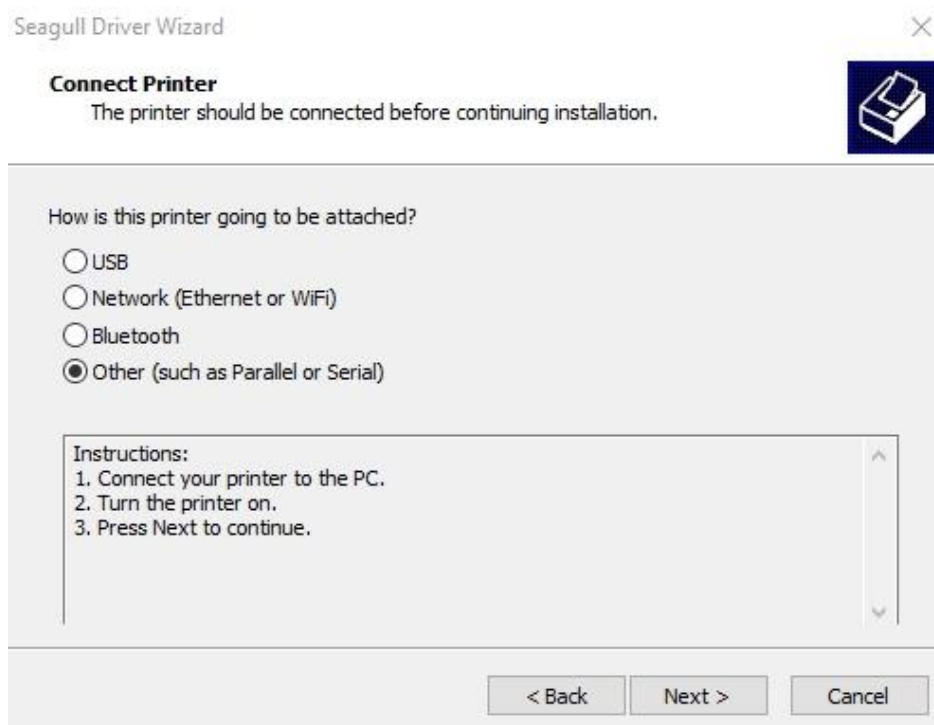 Seagull Driver Wizard
Connect Printer
The printer should be connected before continuing installation.
How is this printer going to be attached?
USB
Network (Ethernet or WiFi)
Bluetooth
Other (such as Parallel or Serial)
Instructions:
1. Connect your printer to the PC.
2. Turn the printer on.
3. Press Next to continue.
< Back
Next >
Cancel